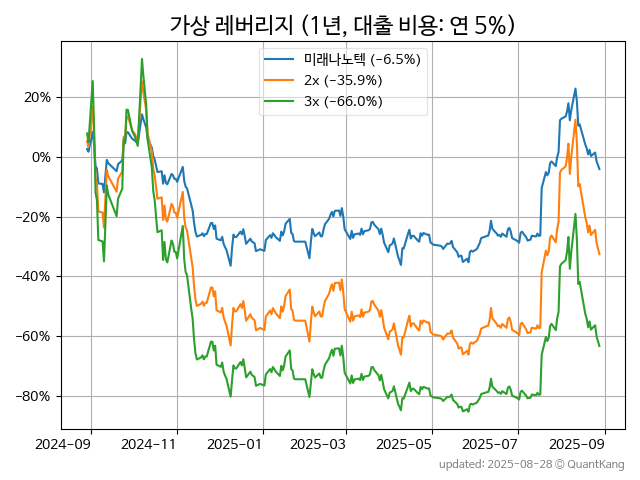 가상 레버리지 (1년, 대출 비용: 연 5%)
미래나노텍 (−6.5%)
2x (−35.9%)
3x (−66.0%)
20%
0%
−20%
−40%
−60%
−80%
2024-09 2024-11 2025-01 2025-03 2025-05 2025-07 2025-09
updated: 2025-08-28 © QuantKang